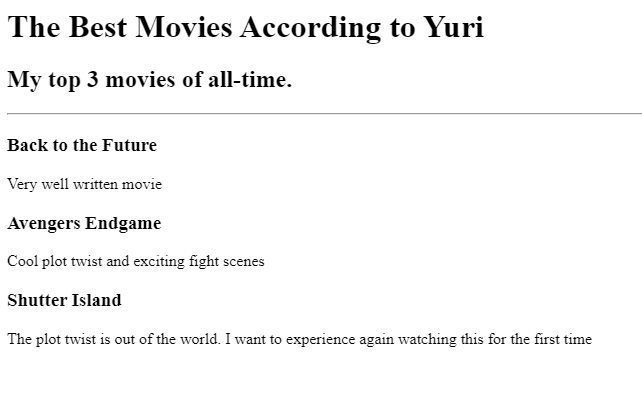 The Best Movies According to Yuri
My top 3 movies of all-time.
Back to the Future
Very well written movie
Avengers Endgame
Cool plot twist and exciting fight scenes
Shutter Island
The plot twist is out of the world. I want to experience again watching this for the first time